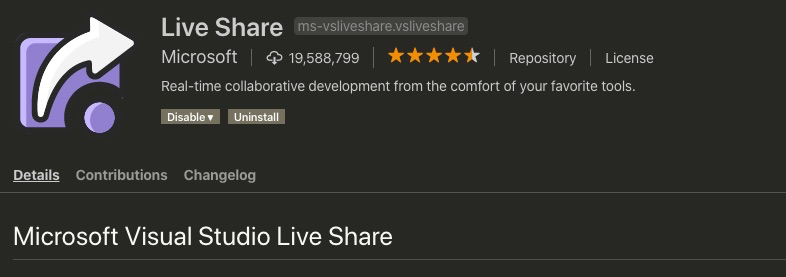 Live Share ms-vsliveshare.vsliveshare
Microsoft 19,588,799 Repository License
Real-time collaborative development from the comfort of your favorite tools.
Disable Uninstall
Details Contributions Changelog
Microsoft Visual Studio Live Share